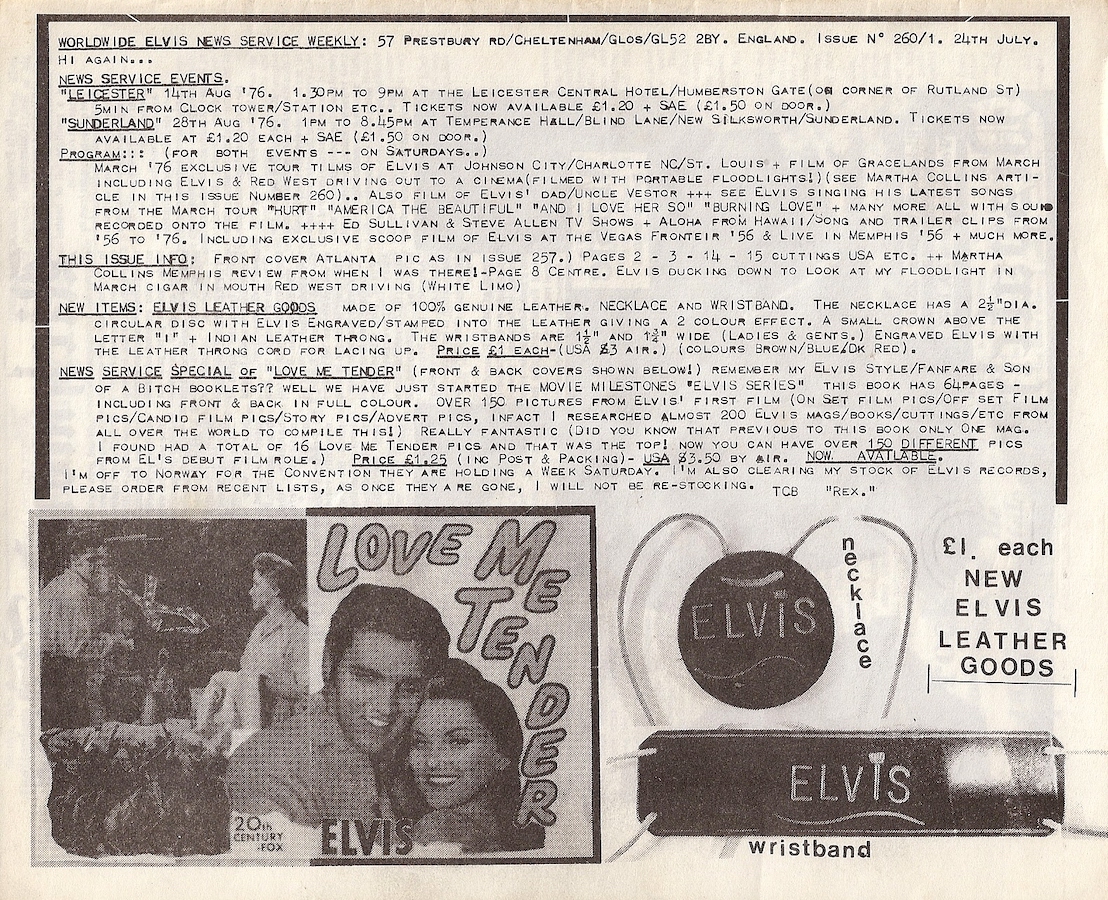 WORLDWIDE ELVIS NEWS SERVICE WEEKLY: 57 PRESTBURY RD/CHELTENHAM/GLOS/GL52 2BY. ENGLAND. ISSUE Nº 260/1. 24TH JULY.
HI AGAIN...
NEWS SERVICE EVENTS.
"LEICESTER" 14TH AUG '76. 1.30PM TO 9PM AT THE LEICESTER CENTRAL HOTEL/HUMBERSTON GATE(ON CORNER OF RUTLAND ST)
5MIN FROM CLOCK TOWER/STATION ETC.. TICKETS NOW AVAILABLE £1.20 + SAE (£1.50 ON DOOR.)
"SUNDERLAND" 28TH AUG '76. 1PM TO 8.45PM AT TEMPERANCE HALL/BLIND LANE/NEW SILKSWORTH/SUNDERLAND. TICKETS NOW
AVAILABLE AT £1.20 EACH + SAE (£1.50 ON DOOR.)
PROGRAM::: (FOR BOTH EVENTS --- ON SATURDAYS..)
MARCH '76 EXCLUSIVE TOUR TILMS OF ELVIS AT JOHNSON CITY/CHARLOTTE NC/ST. LOUIS + FILM OF GRACELANDS FROM MARCH
INCLUDING ELVIS & RED WEST DRIVING OUT TO A CINEMA(FILMED WITH PORTABLE FLOODLIGHTS!)(SEE MARTHA COLLINS ARTI-
CLE IN THIS ISSUE NUMBER 260).. ALSO FILM OF ELVIS' DAD/UNCLE VESTOR +++ SEE ELVIS SINGING HIS LATEST SONGS
FROM THE MARCH TOUR "HURT" "AMERICA THE BEAUTIFUL" "AND I LOVE HER SO" "BURNING LOVE" + MANY MORE ALL WITH SOUND
RECORDED ONTO THE FILM. ++++ ED SULLIVAN & STEVE ALLEN TV SHOWS + ALOHA FROM HAWAII/SONG AND TRAILER CLIPS FROM
'56 TO '76. INCLUDING EXCLUSIVE SCOOP FILM OF ELVIS AT THE VEGAS FRONTEIR '56 & LIVE IN MEMPHIS '56 + MUCH MORE.
THIS ISSUE INFO: FRONT COVER ATLANTA PIC AS IN ISSUE 257.) PAGES 2 - 3 - 14 - 15 CUTTINGS USA ETC. ++ MARTHA
COLLINS MEMPHIS REVIEW FROM WHEN I WAS THERE!-PAGE 8 CENTRE. ELVIS DUCKING DOWN TO LOOK AT MY FLOODLIGHT IN
MARCH CIGAR IN MOUTH RED WEST DRIVING (WHITE LIMO)
NEW ITEMS: ELVIS LEATHER GOODS MADE OF 100% GENUINE LEATHER. NECKLACE AND WRISTBAND. THE NECKLACE HAS A 2½"DIA.
CIRCULAR DISC WITH ELVIS ENGRAVED/STAMPED INTO THE LEATHER GIVING A 2 COLOUR EFFECT. A SMALL CROWN ABOVE THE
LETTER "I" + INDIAN LEATHER THRONG. THE WRISTBANDS ARE 1½" AND 1¾" WIDE (LADIES & GENTS.) ENGRAVED ELVIS WITH
THE LEATHER THRONG CORD FOR LACING UP. PRICE £1 EACH-(USA $3 AIR.) (COLOURS BROWN/BLUE/DK RED).
NEWS SERVICE SPECIAL OF "LOVE ME TENDER" (FRONT & BACK COVERS SHOWN BELOW!) REMEMBER MY ELVIS STYLE/FANFARE & SON
OF A BITCH BOOKLETS?? WELL WE HAVE JUST STARTED THE MOVIE MILESTONES "ELVIS SERIES" THIS BOOK HAS 64PAGES -
INCLUDING FRONT & BACK IN FULL COLOUR. OVER 150 PICTURES FROM ELVIS' FIRST FILM (ON SET FILM PICS/OFF SET FILM
PICS/CANDID FILM PICS/STORY PICS/ADVERT PICS, INFACT I RESEARCHED ALMOST 200 ELVIS MAGS/BOOKS/CUTTINGS/ETC FROM
ALL OVER THE WORLD TO COMPILE THIS!) REALLY FANTASTIC (DID YOU KNOW THAT PREVIOUS TO THIS BOOK ONLY ONE MAG.
I FOUND HAD A TOTAL OF 16 LOVE ME TENDER PICS AND THAT WAS THE TOP! NOW YOU CAN HAVE OVER 150 DIFFERENT PICS
FROM EL'S DEBUT FILM ROLE.) PRICE £1.25 (INC POST & PACKING)- USA $3.50 BY AIR. NOW AVAILABLE.
I'M OFF TO NORWAY FOR THE CONVENTION THEY ARE HOLDING A WEEK SATURDAY. I'M ALSO CLEARING MY STOCK OF ELVIS RECORDS,
PLEASE ORDER FROM RECENT LISTS, AS ONCE THEY ARE GONE, I WILL NOT BE RE-STOCKING. TCB "REX."
LOVE ME
TENDER
20th
CENTURY
-FOX
ELVIS
ELVIS
necklace
£1. each
NEW
ELVIS
LEATHER
GOODS
ELVIS
wristband